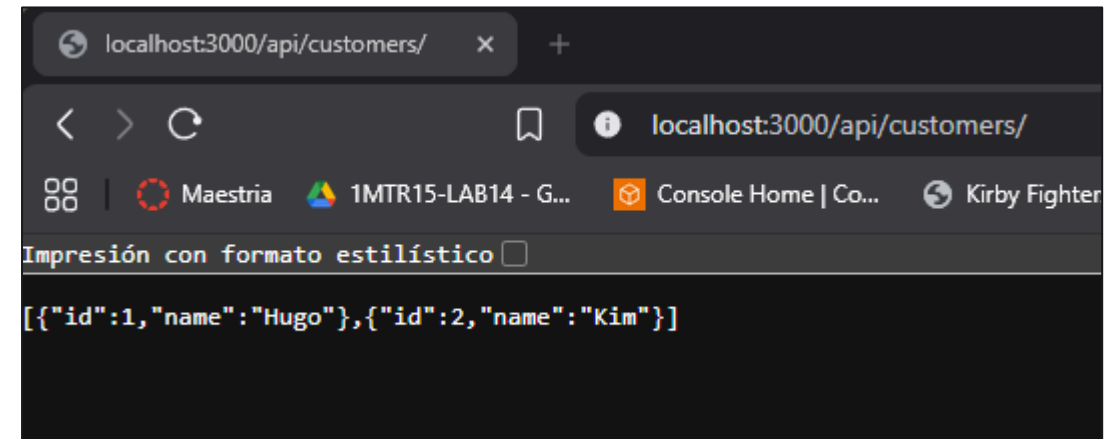 localhost:3000/api/customers/
localhost:3000/api/customers/
Maestria 1MTR15-LAB14 - G... Console Home | Co... Kirby Fighter
Impresión con formato estilístico
[{"id":1,"name":"Hugo"},{"id":2,"name":"Kim"}]